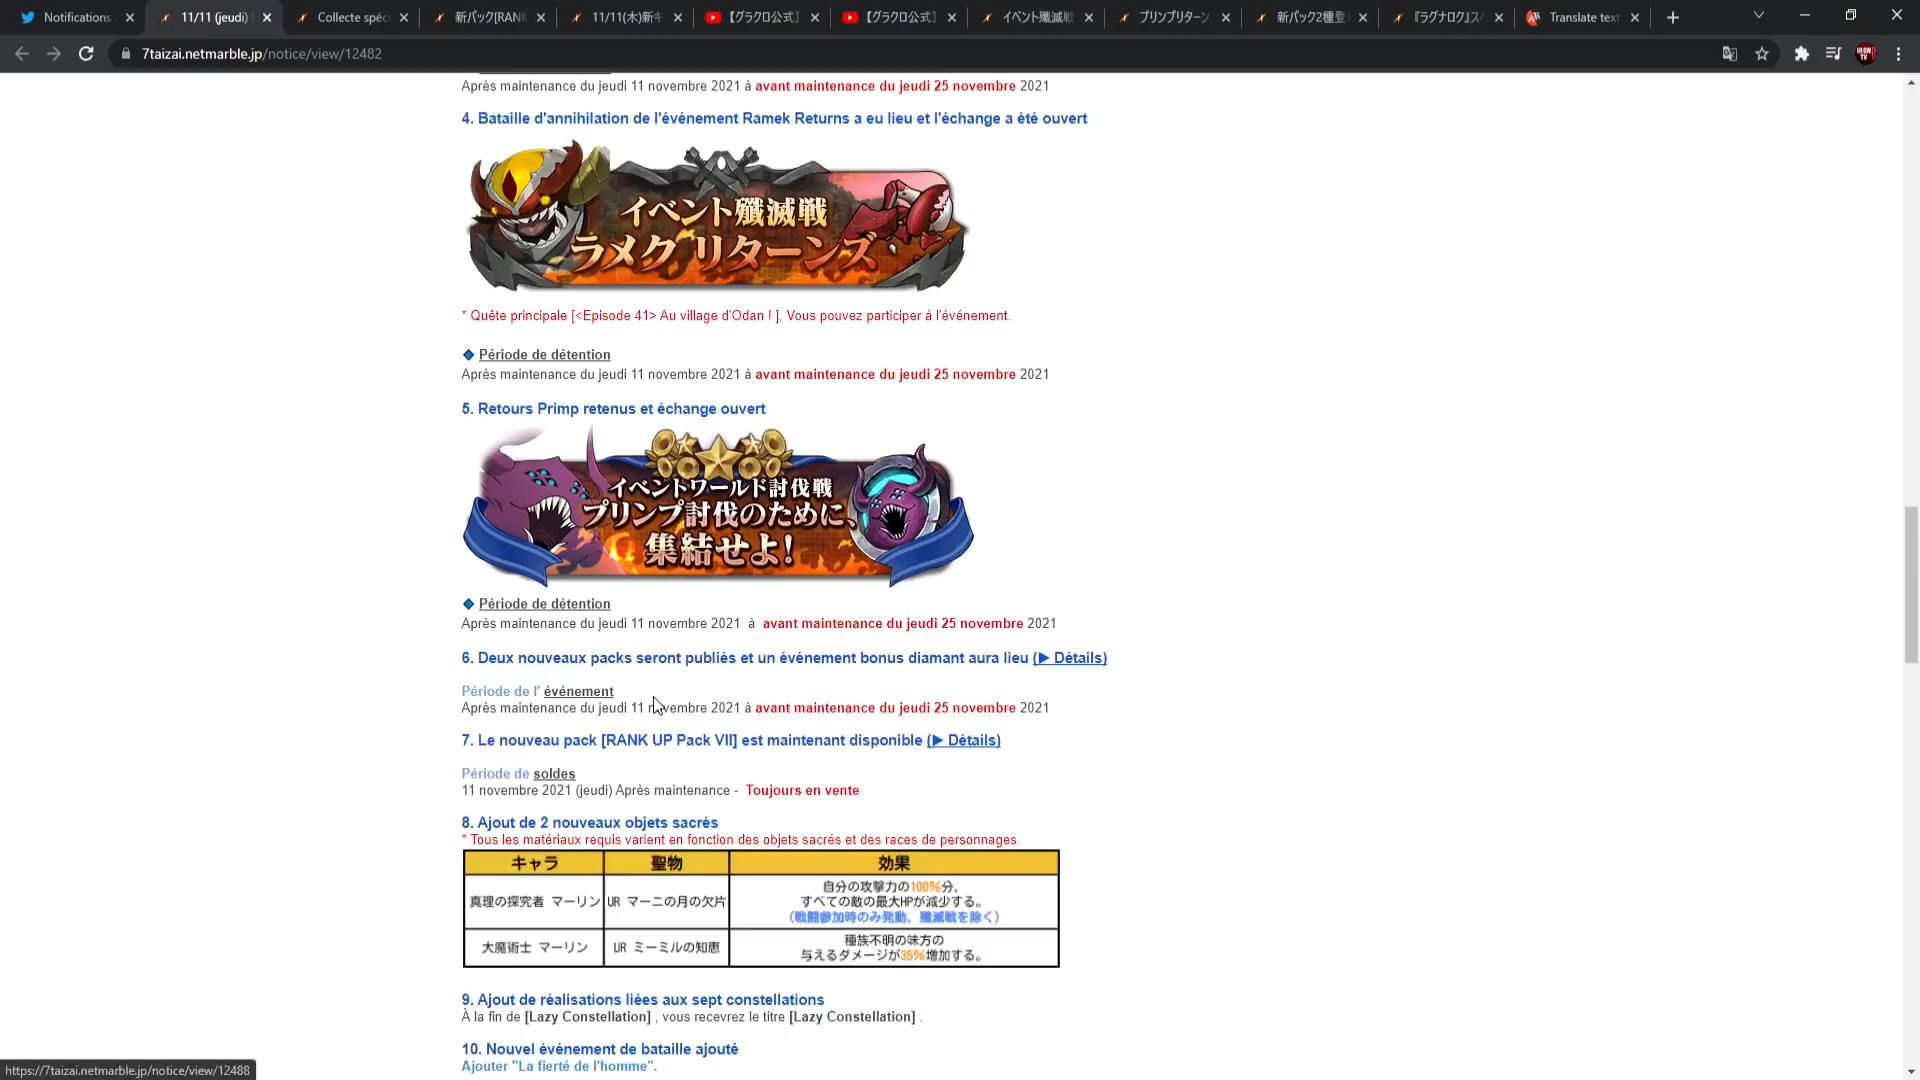 Notifications
11/11 (jeudi)
Collecte spéc
新パック[RANK
11/11(木)新キ
【グラクロ公式】
【グラクロ公式】
イベント殲滅戦
プリンプリターン
新パック2種登
『ラグナロク』ス
Translate text
7taizai.netmarble.jp/notice/view/12482
Après maintenance du jeudi 11 novembre 2021 à avant maintenance du jeudi 25 novembre 2021
4. Bataille d'annihilation de l'événement Ramek Returns a eu lieu et l'échange a été ouvert
イベント殲滅戦
ラメク リターンズ
* Quête principale [<Episode 41> Au village d'Odan ! ], Vous pouvez participer à l'événement.
Période de détention
Après maintenance du jeudi 11 novembre 2021 à avant maintenance du jeudi 25 novembre 2021
5. Retours Primp retenus et échange ouvert
イベントワールド討伐戦
プリンプ討伐のために、
集結せよ!
Période de détention
Après maintenance du jeudi 11 novembre 2021 à avant maintenance du jeudi 25 novembre 2021
6. Deux nouveaux packs seront publiés et un événement bonus diamant aura lieu (▶ Détails)
Période de l' événement
Après maintenance du jeudi 11 novembre 2021 à avant maintenance du jeudi 25 novembre 2021
7. Le nouveau pack [RANK UP Pack VII] est maintenant disponible (▶ Détails)
Période de soldes
11 novembre 2021 (jeudi) Après maintenance - Toujours en vente
8. Ajout de 2 nouveaux objets sacrés
* Tous les matériaux requis varient en fonction des objets sacrés et des races de personnages.
キャラ 聖物 効果
真理の探究者 マーリン UR マーニの月の欠片 自分の攻撃力の100%分、
すべての敵の最大HPが減少する。
(戦闘参加時のみ発動、殲滅戦を除く)
大魔術士 マーリン UR ミーミルの知恵 種族不明の味方の
与えるダメージが35%増加する。
9. Ajout de réalisations liées aux sept constellations
À la fin de [Lazy Constellation] , vous recevrez le titre [Lazy Constellation] .
10. Nouvel événement de bataille ajouté
Ajouter "La fierté de l'homme".
https://7taizai.netmarble.jp/notice/view/12488